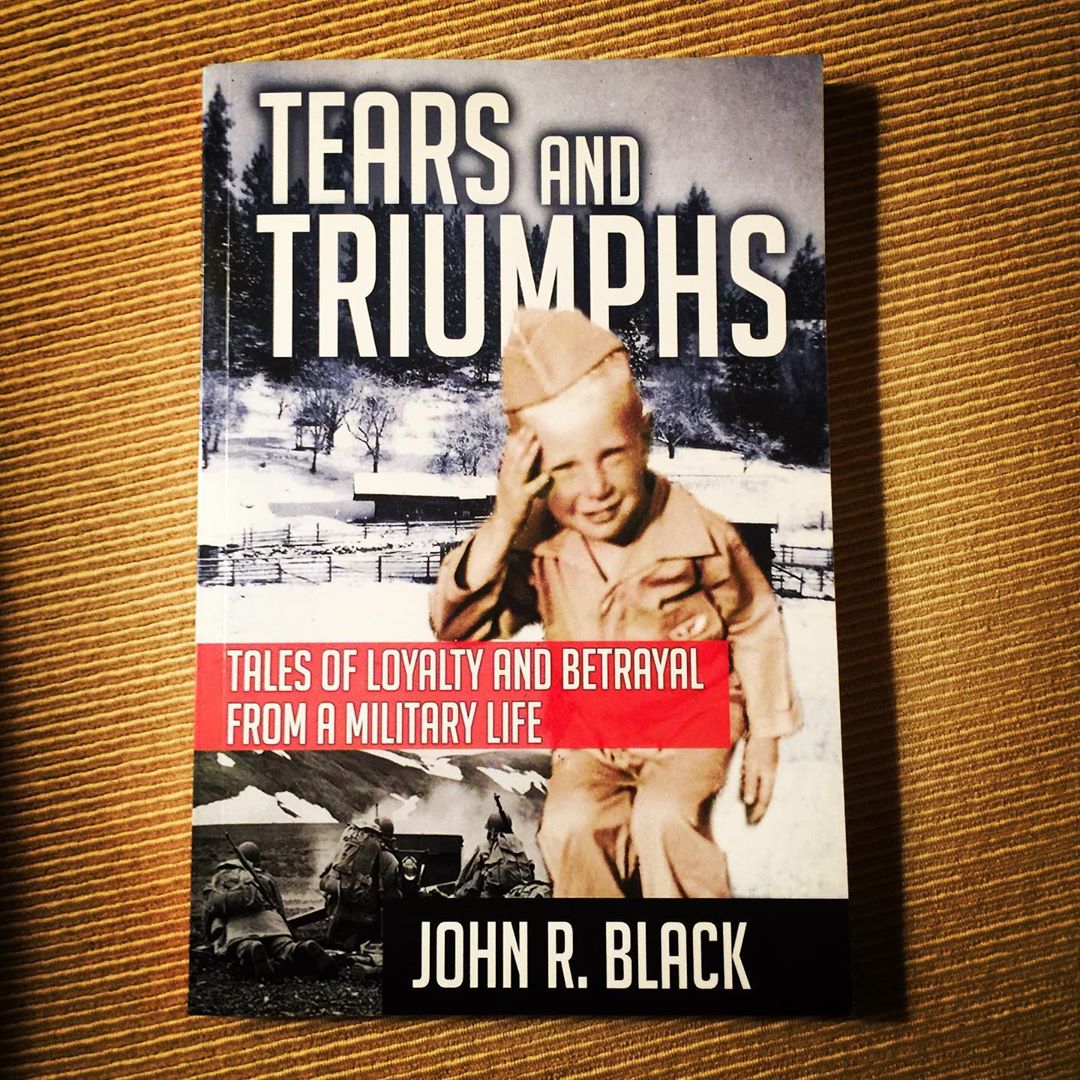 TEARS AND
TRIUMPHS
TALES OF LOYALTY AND BETRAYAL
FROM A MILITARY LIFE
JOHN R. BLACK